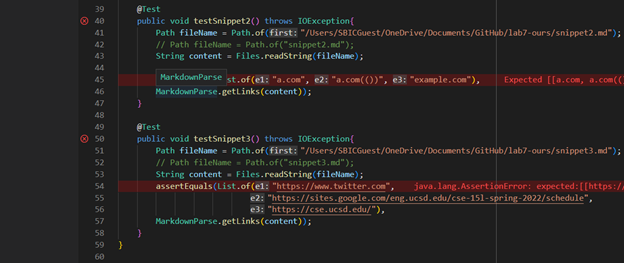 39 @Test
40 public void testSnippet2() throws IOException{
41 Path fileName = Path.of(first: "/Users/SBICGuest/OneDrive/Documents/GitHub/lab7-ours/snippet2.md");
42 // Path fileName = Path.of("snippet2.md");
43 String content = Files.readString(fileName);
MarkdownParse
45 st.of(e1: "a.com", e2: "a.com(())", e3: "example.com"), Expected [[a.com, a.com(()
46 MarkdownParse.getLinks(content));
47 }
48
49 @Test
50 public void testSnippet3() throws IOException{
51 Path fileName = Path.of(first: "/Users/SBICGuest/OneDrive/Documents/GitHub/lab7-ours/snippet3.md");
52 // Path fileName = Path.of("snippet3.md");
53 String content = Files.readString(fileName);
54 assertEquals(List.of(e1: "https://www.twitter.com", java.lang.AssertionError: expected:[[https:/
55 e2: "https://sites.google.com/eng.ucsd.edu/cse-15l-spring-2022/schedule",
56 e3: "https://cse.ucsd.edu/"),
57 MarkdownParse.getLinks(content));
58 }
59 }
60